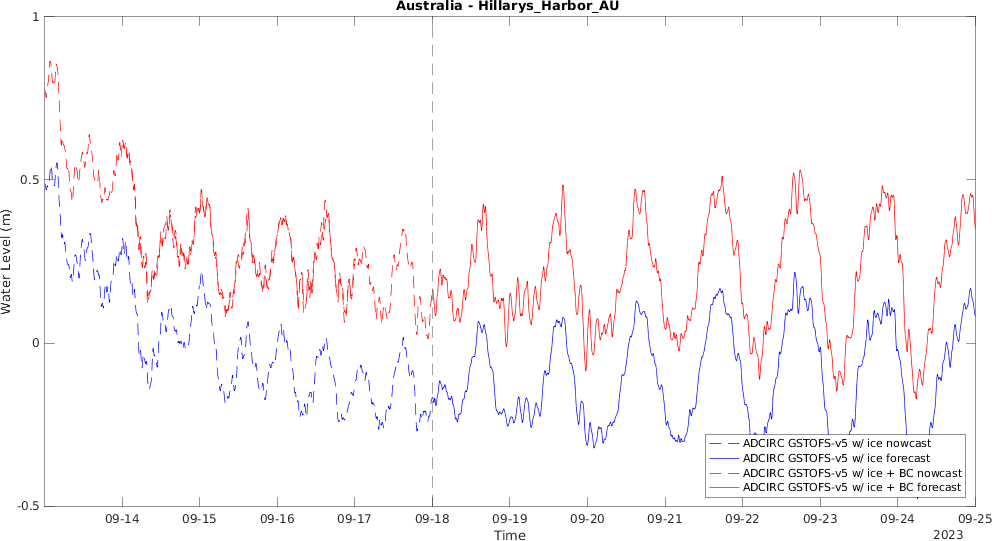 Australia - Hillarys_Harbor_AU
1
0.5
0
-0.5
Water Level (m)
ADCIRC GSTOFS-v5 w/ ice nowcast
ADCIRC GSTOFS-v5 w/ ice forecast
ADCIRC GSTOFS-v5 w/ ice + BC nowcast
ADCIRC GSTOFS-v5 w/ ice + BC forecast
09-14 09-15 09-16 09-17 09-18 09-19 09-20 09-21 09-22 09-23 09-24 09-25
Time
2023